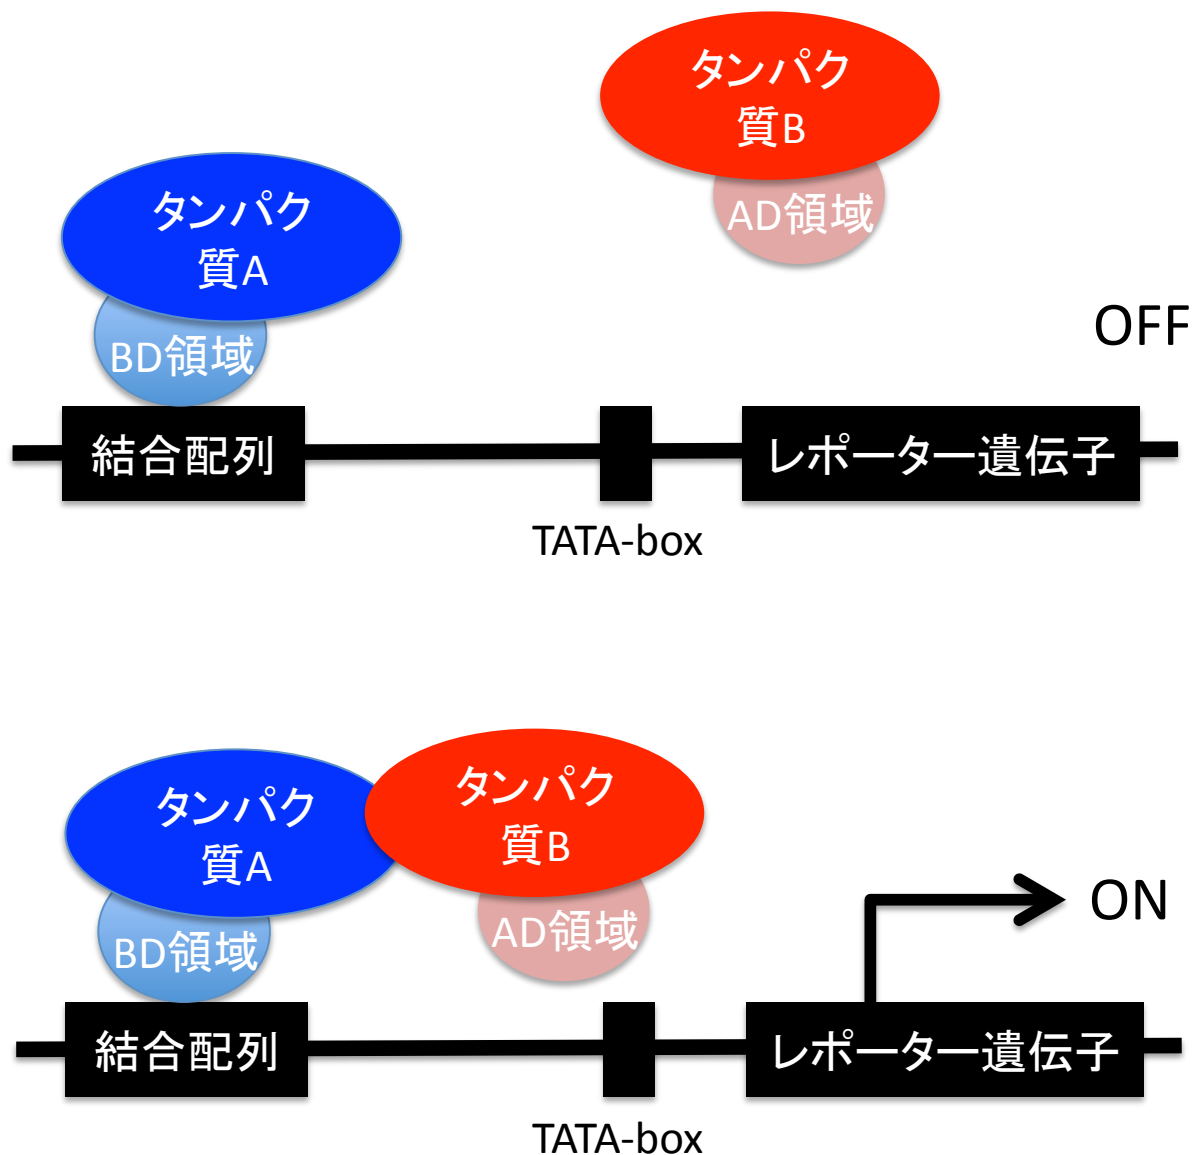 タンパク
質B
AD領域
タンパク
質A
BD領域
OFF
結合配列
レポーター遺伝子
TATA-box
タンパク
質A
BD領域
タンパク
質B
AD領域
ON
結合配列
レポーター遺伝子
TATA-box